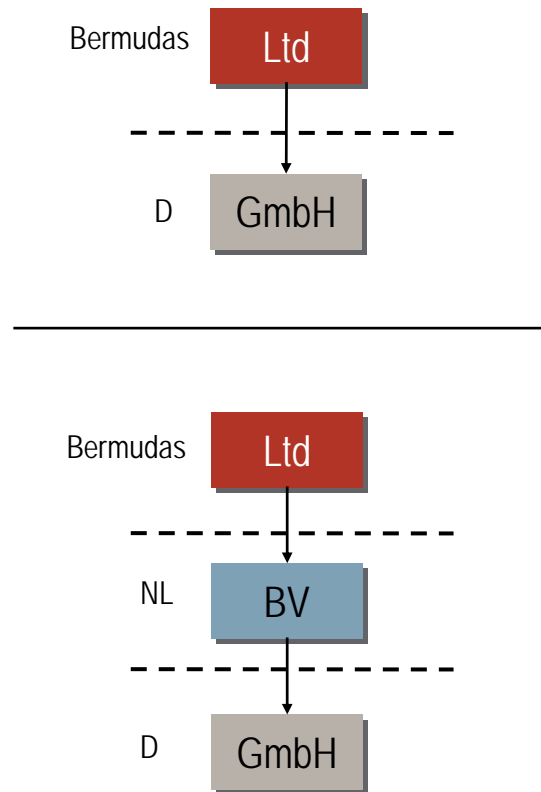 Bermudas
Ltd
D
GmbH
Bermudas
Ltd
NL
BV
D
GmbH